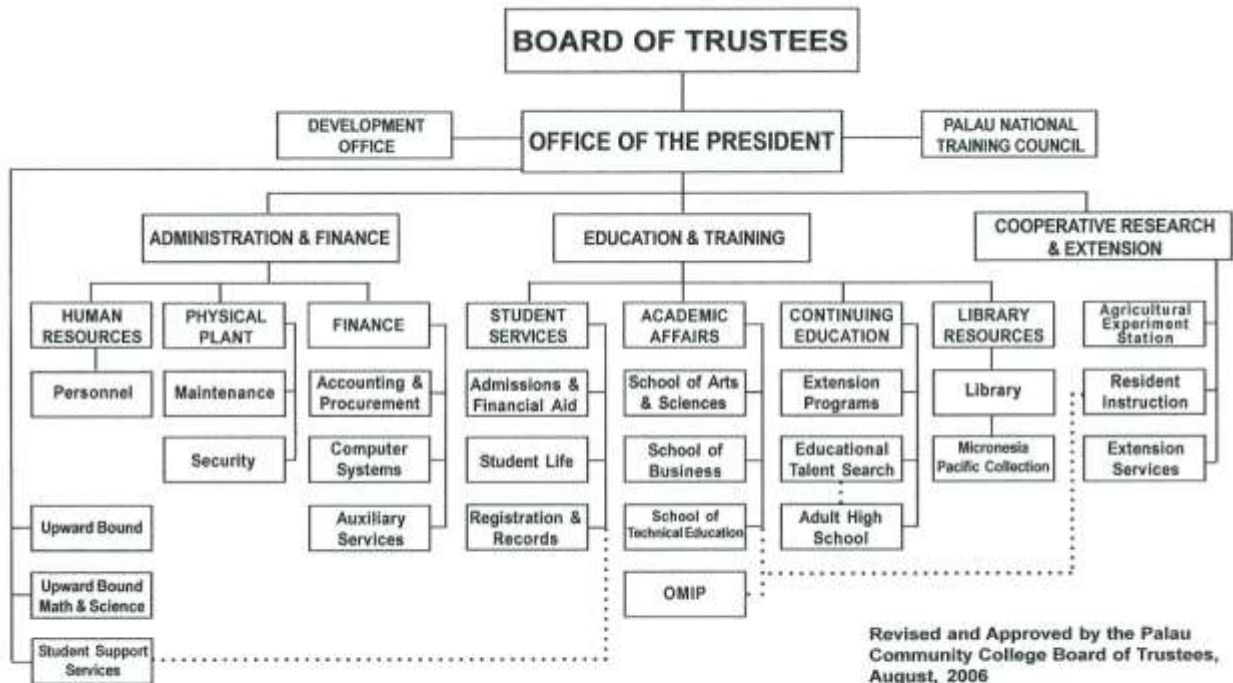 BOARD OF TRUSTEES
DEVELOPMENT
OFFICE
OFFICE OF THE PRESIDENT
PALAU NATIONAL
TRAINING COUNCIL
ADMINISTRATION & FINANCE
EDUCATION & TRAINING
COOPERATIVE RESEARCH
& EXTENSION
HUMAN
RESOURCES
PHYSICAL
PLANT
FINANCE
STUDENT
SERVICES
ACADEMIC
AFFAIRS
CONTINUING
EDUCATION
LIBRARY
RESOURCES
Agricultural
Experiment
Station
Personnel
Maintenance
Accounting &
Procurement
Admissions &
Financial Aid
School of Arts
& Sciences
Extension
Programs
Library
Resident
Instruction
Security
Computer
Systems
Student Life
School of
Business
Educational
Talent Search
Micronesia
Pacific Collection
Extension
Services
Upward Bound
Auxiliary
Services
Registration &
Records
School of
Technical Education
Adult High
School
Upward Bound
Math & Science
OMIP
Student Support
Services
Revised and Approved by the Palau
Community College Board of Trustees,
August, 2006